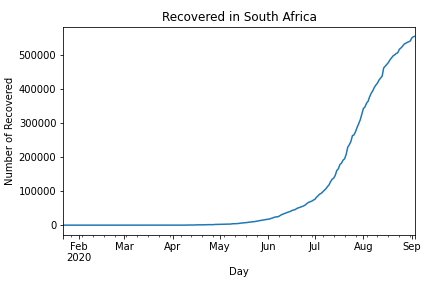 Recovered in South Africa
Number of Recovered
500000
400000
300000
200000
100000
0
Feb Mar Apr May Jun Jul Aug Sep
2020
Day